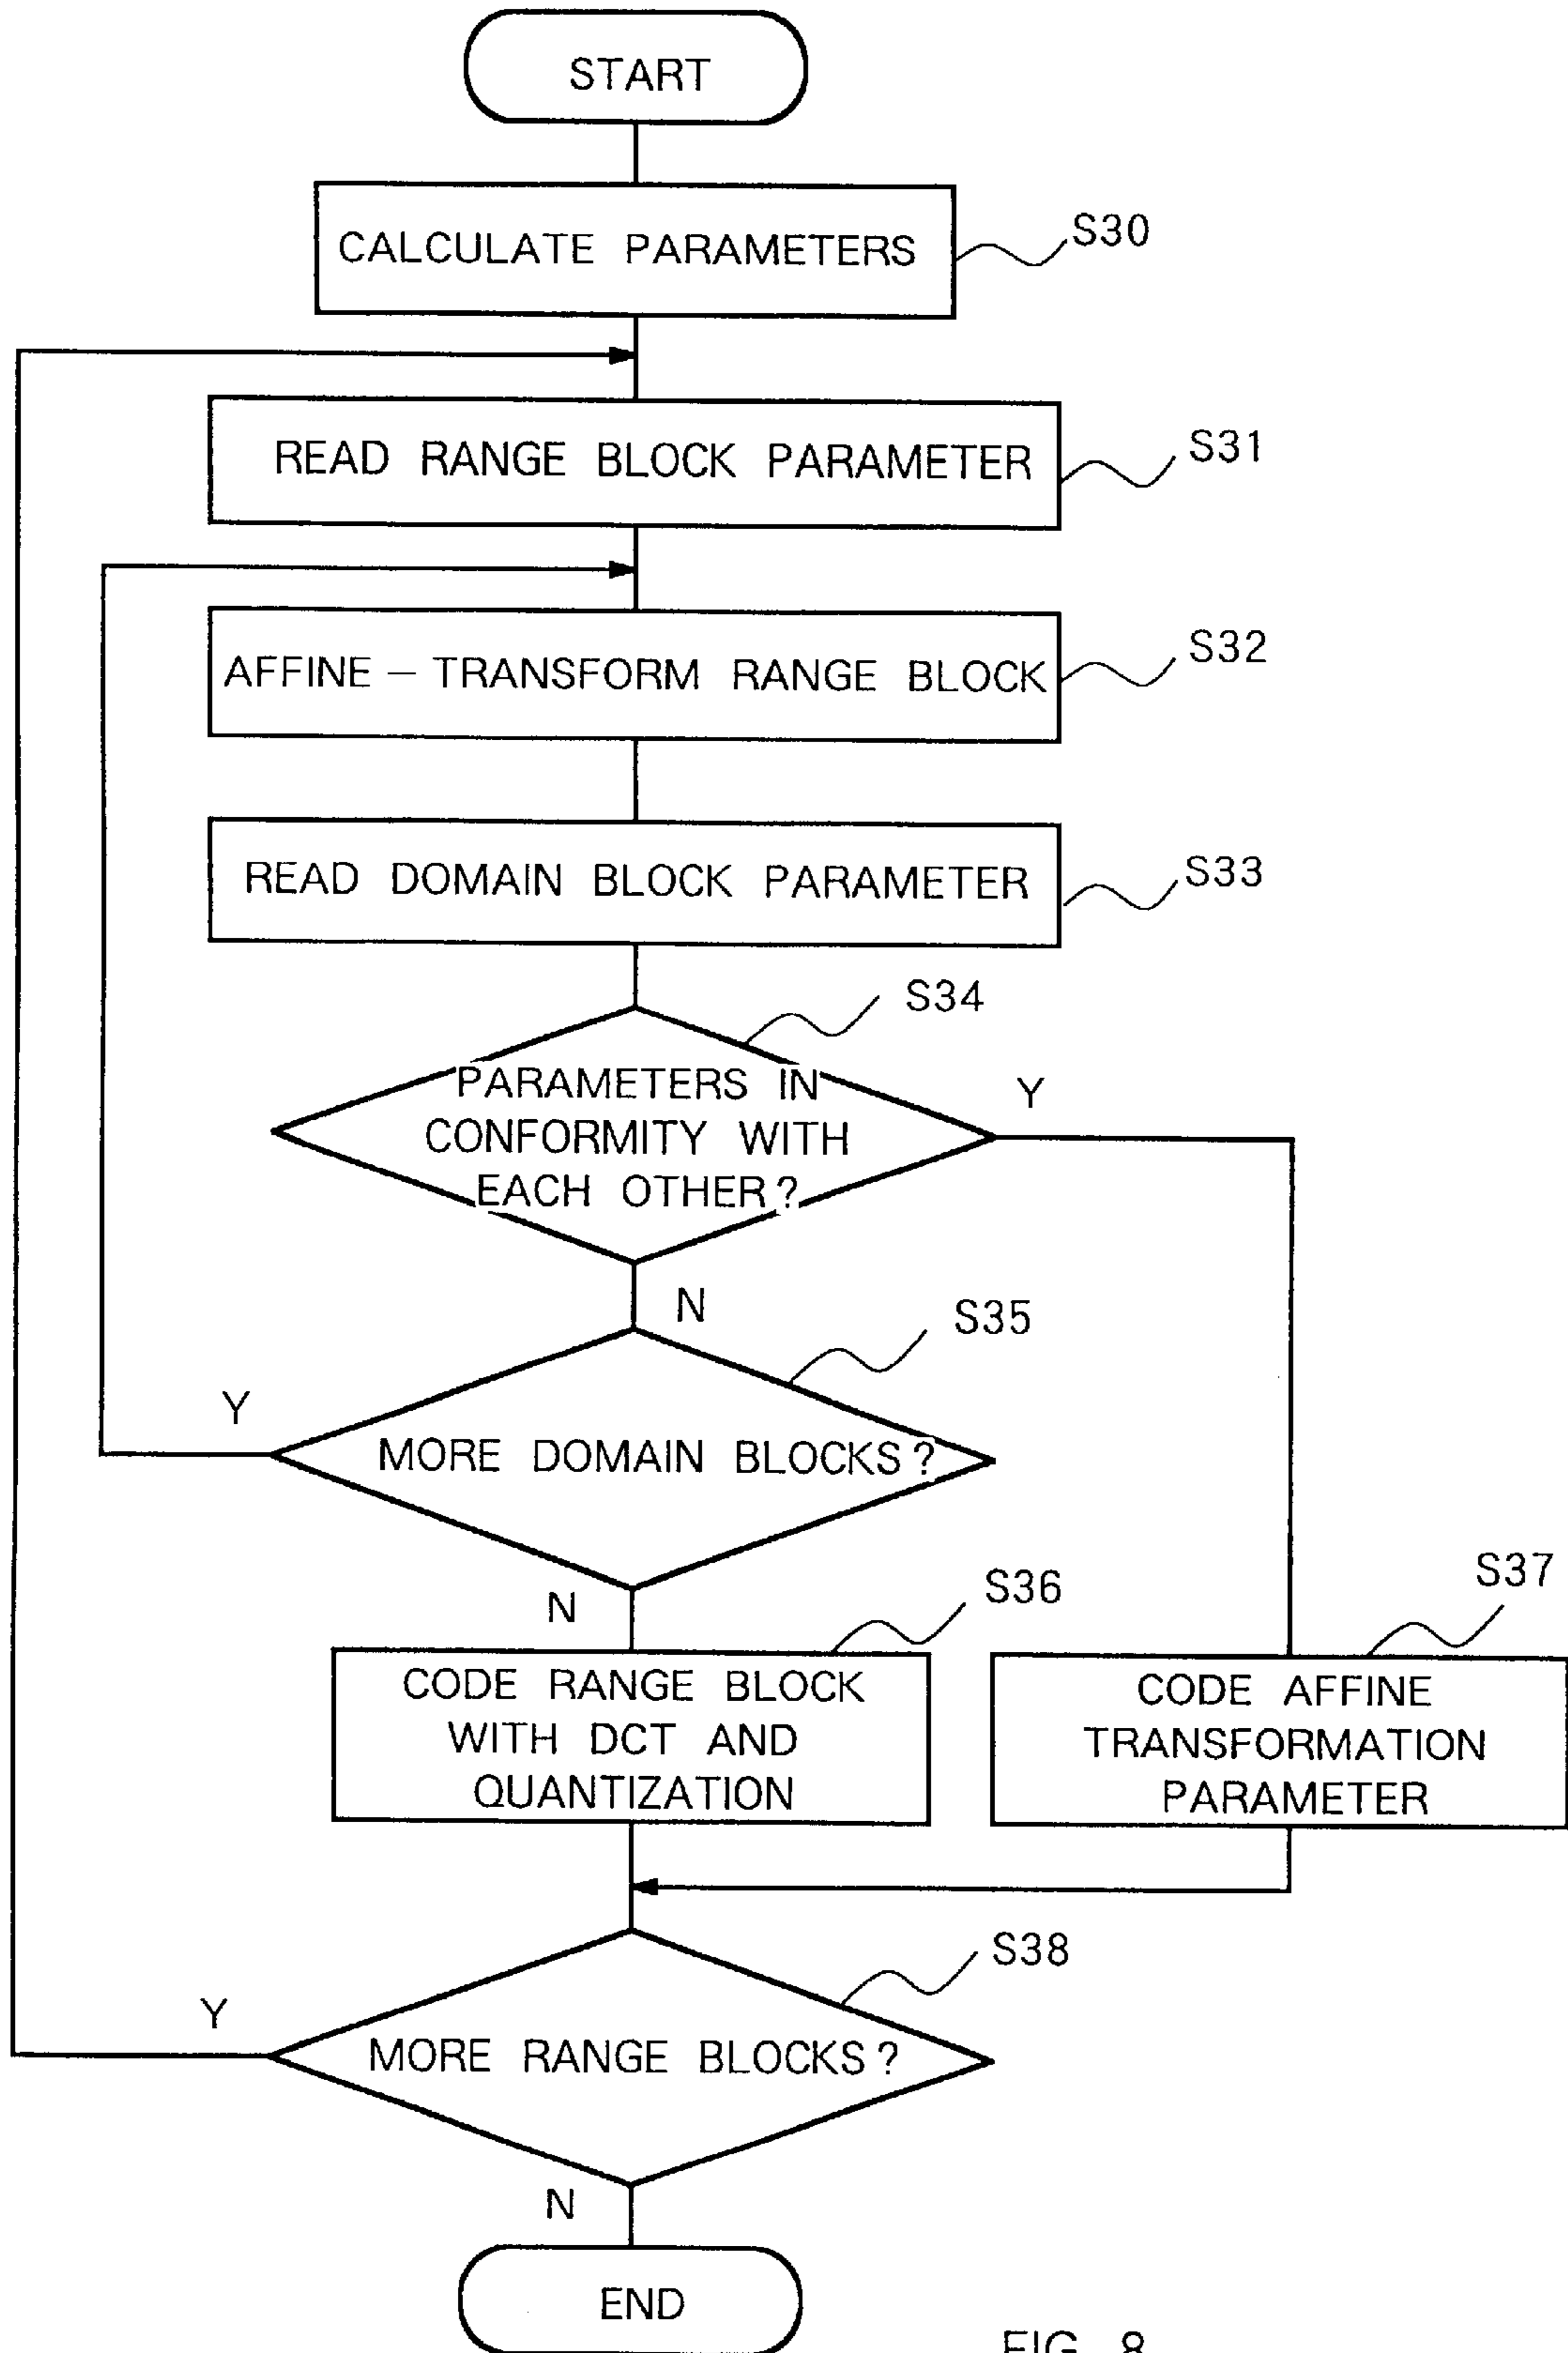 START
CALCULATE PARAMETERS
S30
READ RANGE BLOCK PARAMETER
S31
AFFINE – TRANSFORM RANGE BLOCK
S32
READ DOMAIN BLOCK PARAMETER
S33
S34
PARAMETERS IN
CONFORMITY WITH
EACH OTHER?
Y
N
S35
Y
MORE DOMAIN BLOCKS?
N
S36
S37
CODE RANGE BLOCK
WITH DCT AND
QUANTIZATION
CODE AFFINE
TRANSFORMATION
PARAMETER
S38
Y
MORE RANGE BLOCKS?
N
END
FIG. 8